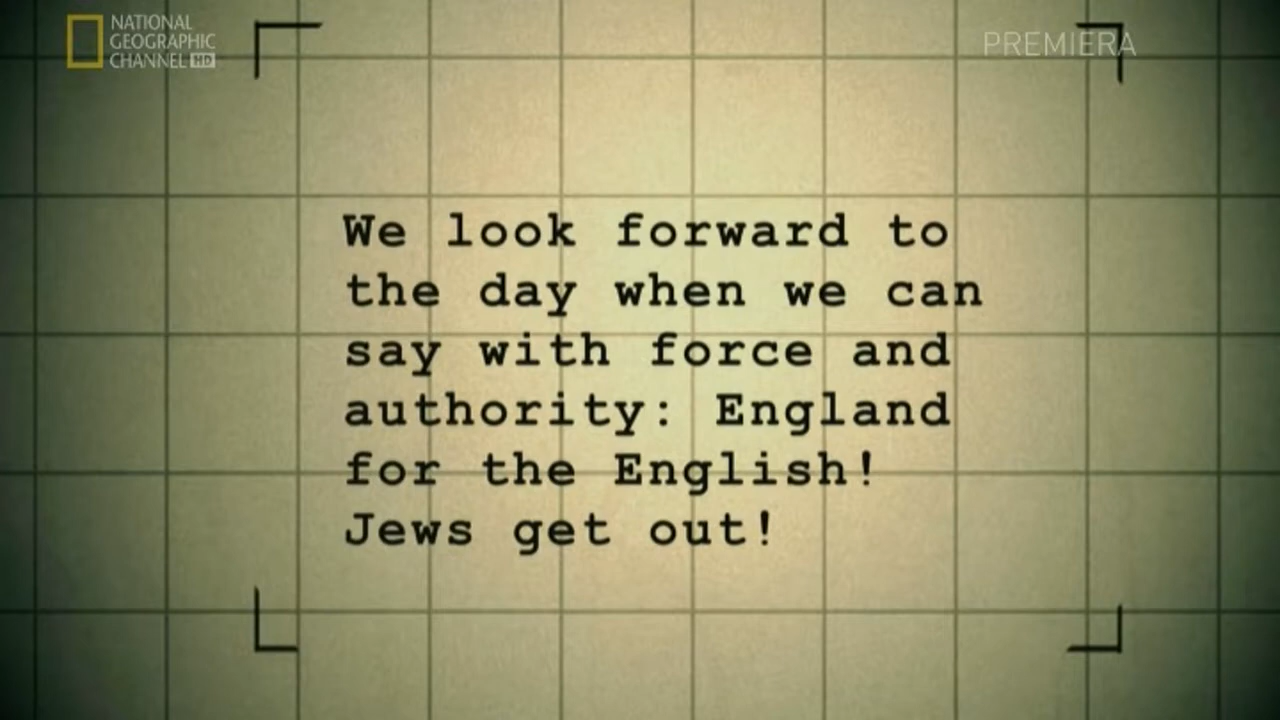 NATIONAL
GEOGRAPHIC
CHANNEL HD
PREMIERA
We look forward to
the day when we can
say with force and
authority: England
for the English!
Jews get out!